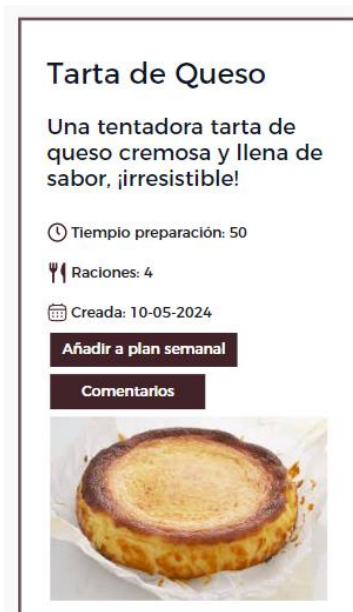 Tarta de Queso
Una tentadora tarta de
queso cremosa y llena de
sabor, ¡irresistible!
Tiempio preparación: 50
Raciones: 4
Creada: 10-05-2024
Añadir a plan semanal
Comentarios